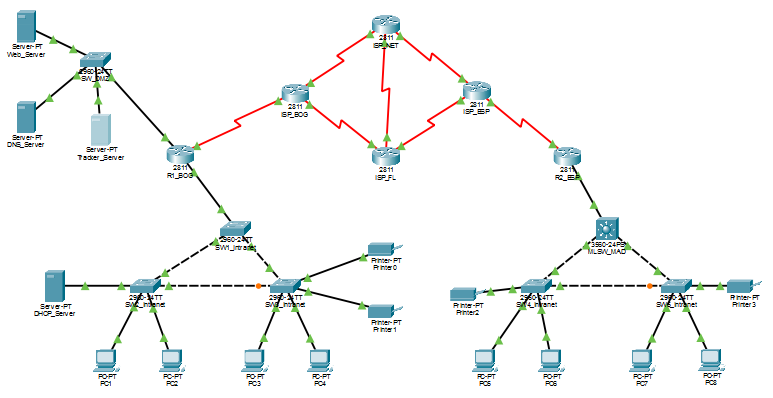 2811
ISP_NET
Server-PT
Web_Server
2960-24TT
SW_DMZ
2811
ISP_BOG
2811
ISP_ESP
Server-PT
DNS_Server
Server-PT
Tracker_Server
2811
R1_BOG
2811
ISP_FL
2811
R2_ESP
2960-24TT
SW1_Intranet
3560-24PS
MLSW_MAD
Printer-PT
Printer0
Server-PT
DHCP_Server
2960-24TT
SW2_Intranet
2960-24TT
SW3_Intranet
Printer-PT
Printer1
Printer-PT
Printer2
2960-24TT
SW4_Intranet
2960-24TT
Printer-PT
Printer3
PC-PT
PC1
PC-PT
PC2
PC-PT
PC3
PC-PT
PC4
PC-PT
PC5
PC-PT
PC6
PC-PT
PC7
PC-PT
PC8